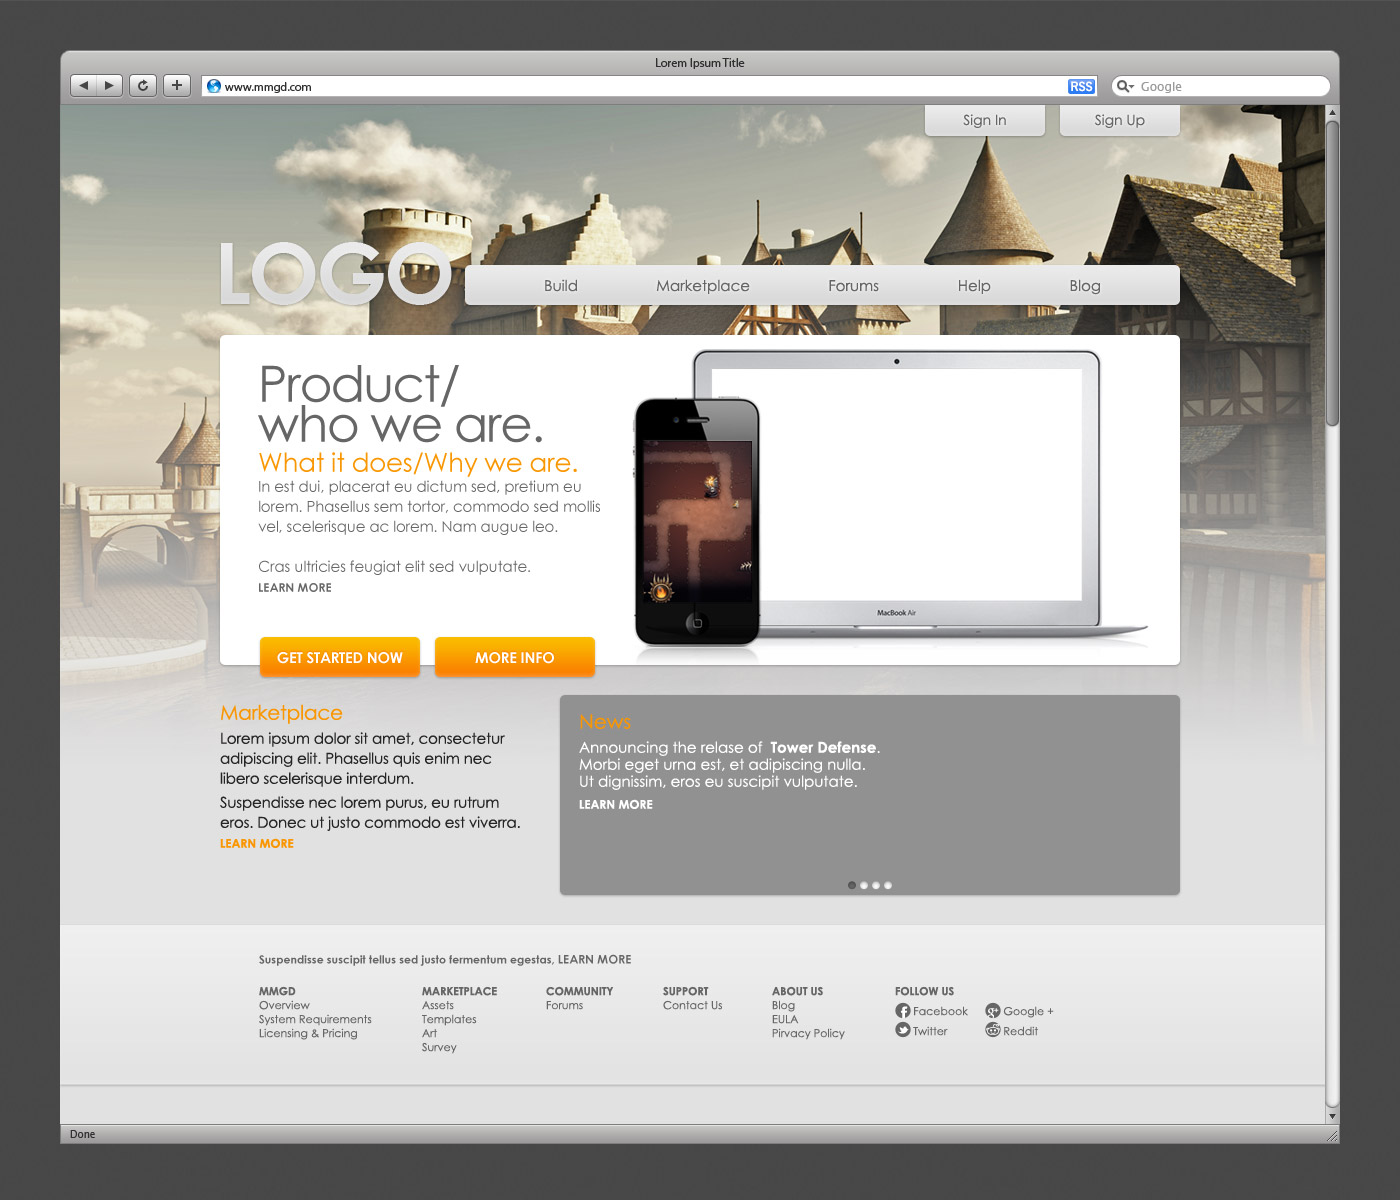 Lorem Ipsum Title
www.mmgd.com
RSS
Google
Sign In
Sign Up
LOGO
Build
Marketplace
Forums
Help
Blog
Product/
who we are.
What it does/Why we are.
In est dui, placerat eu dictum sed, pretium eu
lorem. Phasellus sem tortor, commodo sed mollis
vel, scelerisque ac lorem. Nam augue leo.
Cras ultricies feugiat elit sed vulputate.
LEARN MORE
MacBook Air
GET STARTED NOW
MORE INFO
Marketplace
Lorem ipsum dolor sit amet, consectetur
adipiscing elit. Phasellus quis enim nec
libero scelerisque interdum.
Suspendisse nec lorem purus, eu rutrum
eros. Donec ut justo commodo est viverra.
LEARN MORE
News
Announcing the relase of Tower Defense.
Morbi eget urna est, et adipiscing nulla.
Ut dignissim, eros eu suscipit vulputate.
LEARN MORE
Suspendisse suscipit tellus sed justo fermentum egestas, LEARN MORE
MMGD
Overview
System Requirements
Licensing & Pricing
MARKETPLACE
Assets
Templates
Art
Survey
COMMUNITY
Forums
SUPPORT
Contact Us
ABOUT US
Blog
EULA
Pirvacy Policy
FOLLOW US
Facebook
Google +
Twitter
Reddit
Done